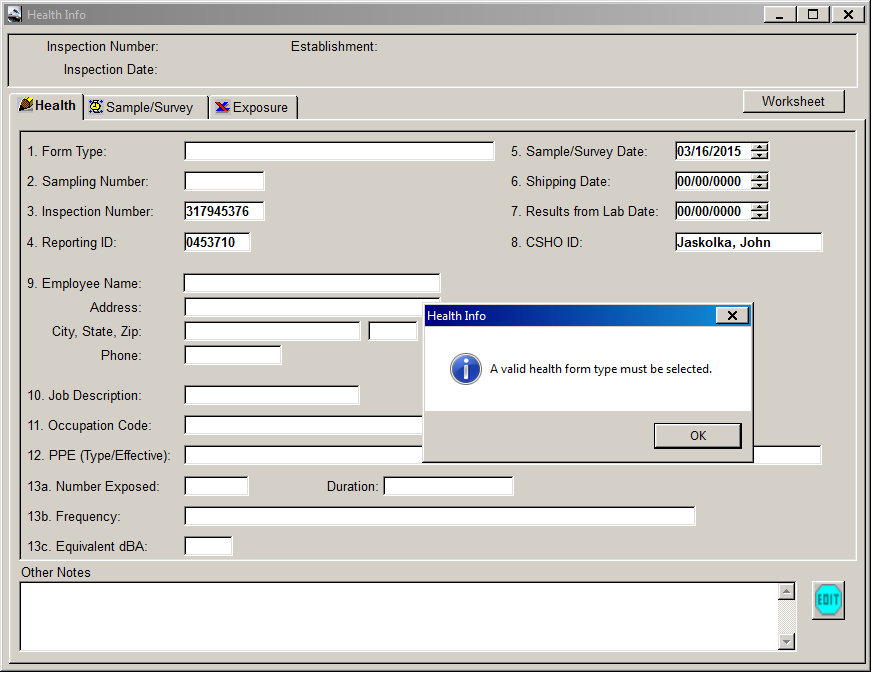 Health Info
Inspection Number: Establishment:
Inspection Date:
Health Sample/Survey Exposure Worksheet
1. Form Type: 5. Sample/Survey Date: 03/16/2015
2. Sampling Number: 6. Shipping Date: 00/00/0000
3. Inspection Number: 317945376 7. Results from Lab Date: 00/00/0000
4. Reporting ID: 0453710 8. CSHO ID: Jaskolka, John
9. Employee Name:
Address:
City, State, Zip:
Phone:
Health Info
A valid health form type must be selected.
OK
10. Job Description:
11. Occupation Code:
12. PPE (Type/Effective):
13a. Number Exposed: Duration:
13b. Frequency:
13c. Equivalent dBA:
Other Notes
EDIT